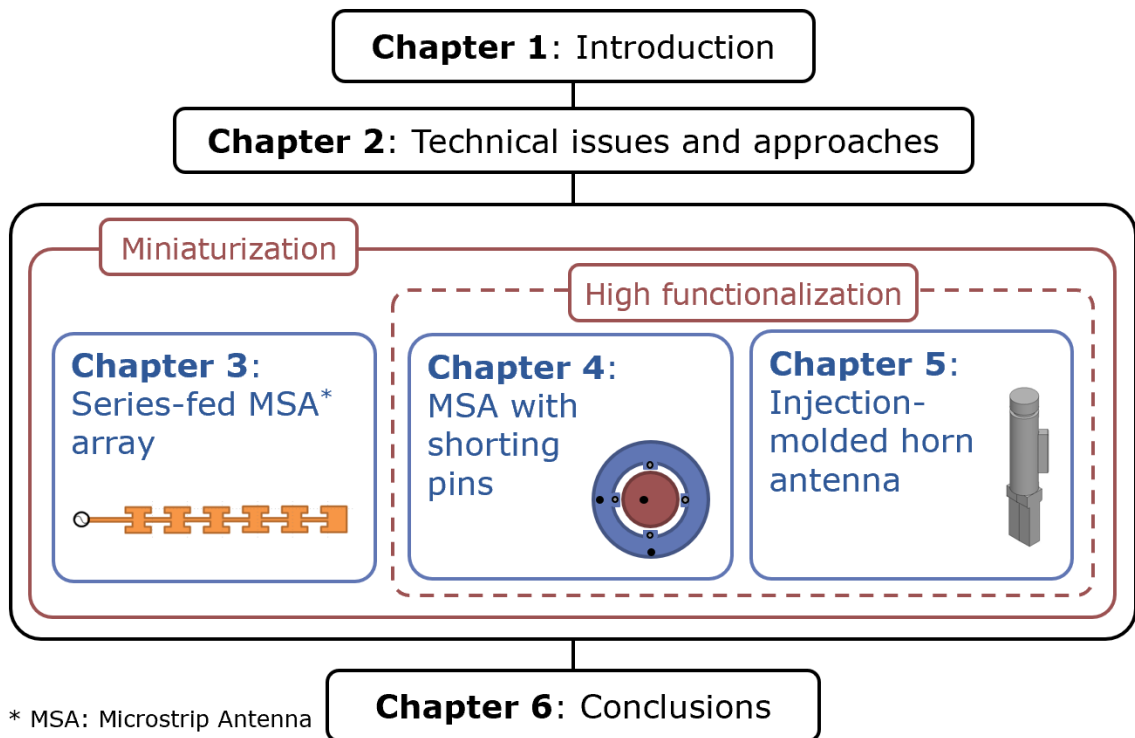 Chapter 1: Introduction
Chapter 2: Technical issues and approaches
Miniaturization
High functionalization
Chapter 3:
Series-fed MSA*
array
Chapter 4:
MSA with
shorting
pins
Chapter 5:
Injection-
molded horn
antenna
Chapter 6: Conclusions
* MSA: Microstrip Antenna